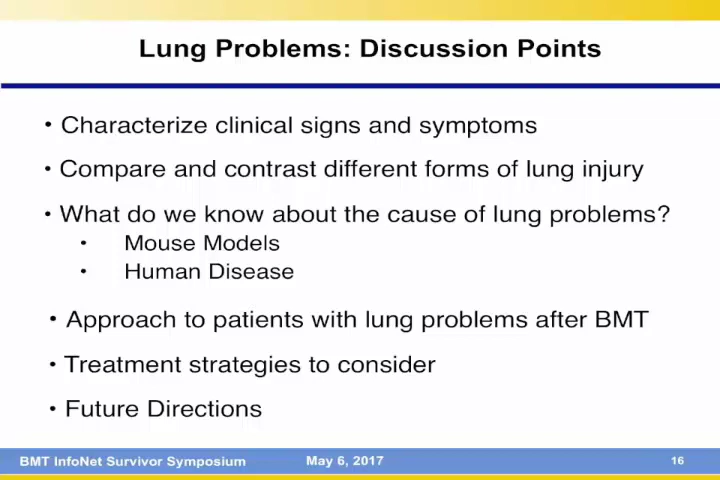 Lung Problems: Discussion Points
• Characterize clinical signs and symptoms
• Compare and contrast different forms of lung injury
• What do we know about the cause of lung problems?
• Mouse Models
• Human Disease
• Approach to patients with lung problems after BMT
• Treatment strategies to consider
• Future Directions
BMT InfoNet Survivor Symposium May 6, 2017 16